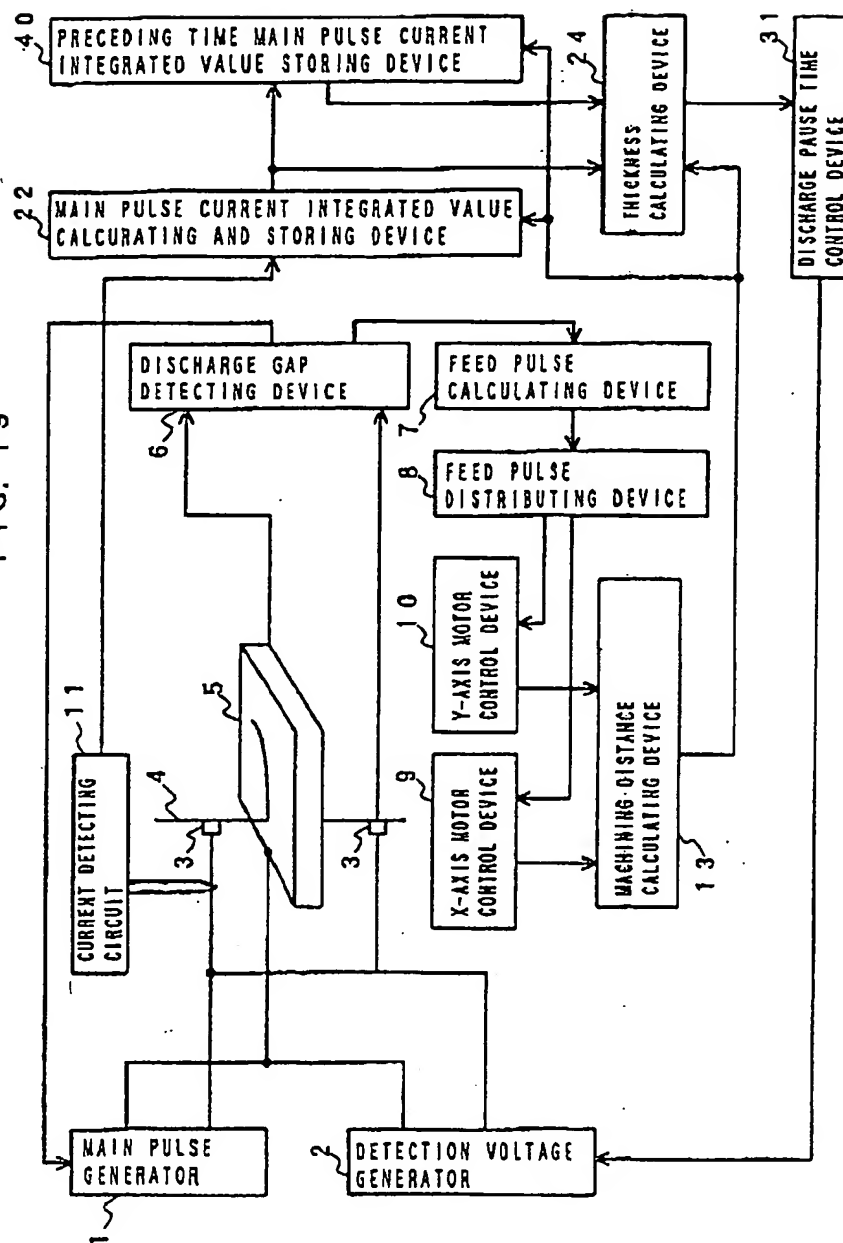 FIG.
40
PRECEDING TIME MAIN PULSE CURRENT
INTEGRATED VALUE STORING DEVICE
22
MAIN PULSE CURRENT INTEGRATED VALUE
CALCURATING AND STORING DEVICE
24
THICKNESS
CALCULATING DEVICE
31
DISCHARGE PAUSE TIME
CONTROL DEVICE
DISCHARGE GAP
DETECTING DEVICE
6
FEED PULSE
CALCULATING DEVICE
7
8
FEED PULSE
DISTRIBUTING DEVICE
11
CURRENT DETECTING
CIRCUIT
4
5
3
3
10
Y-AXIS MOTOR
CONTROL DEVICE
9
X-AXIS MOTOR
CONTROL DEVICE
MACHINING-DISTANCE
CALCULATING DEVICE
13
MAIN PULSE
GENERATOR
1
2
DETECTION VOLTAGE
GENERATOR